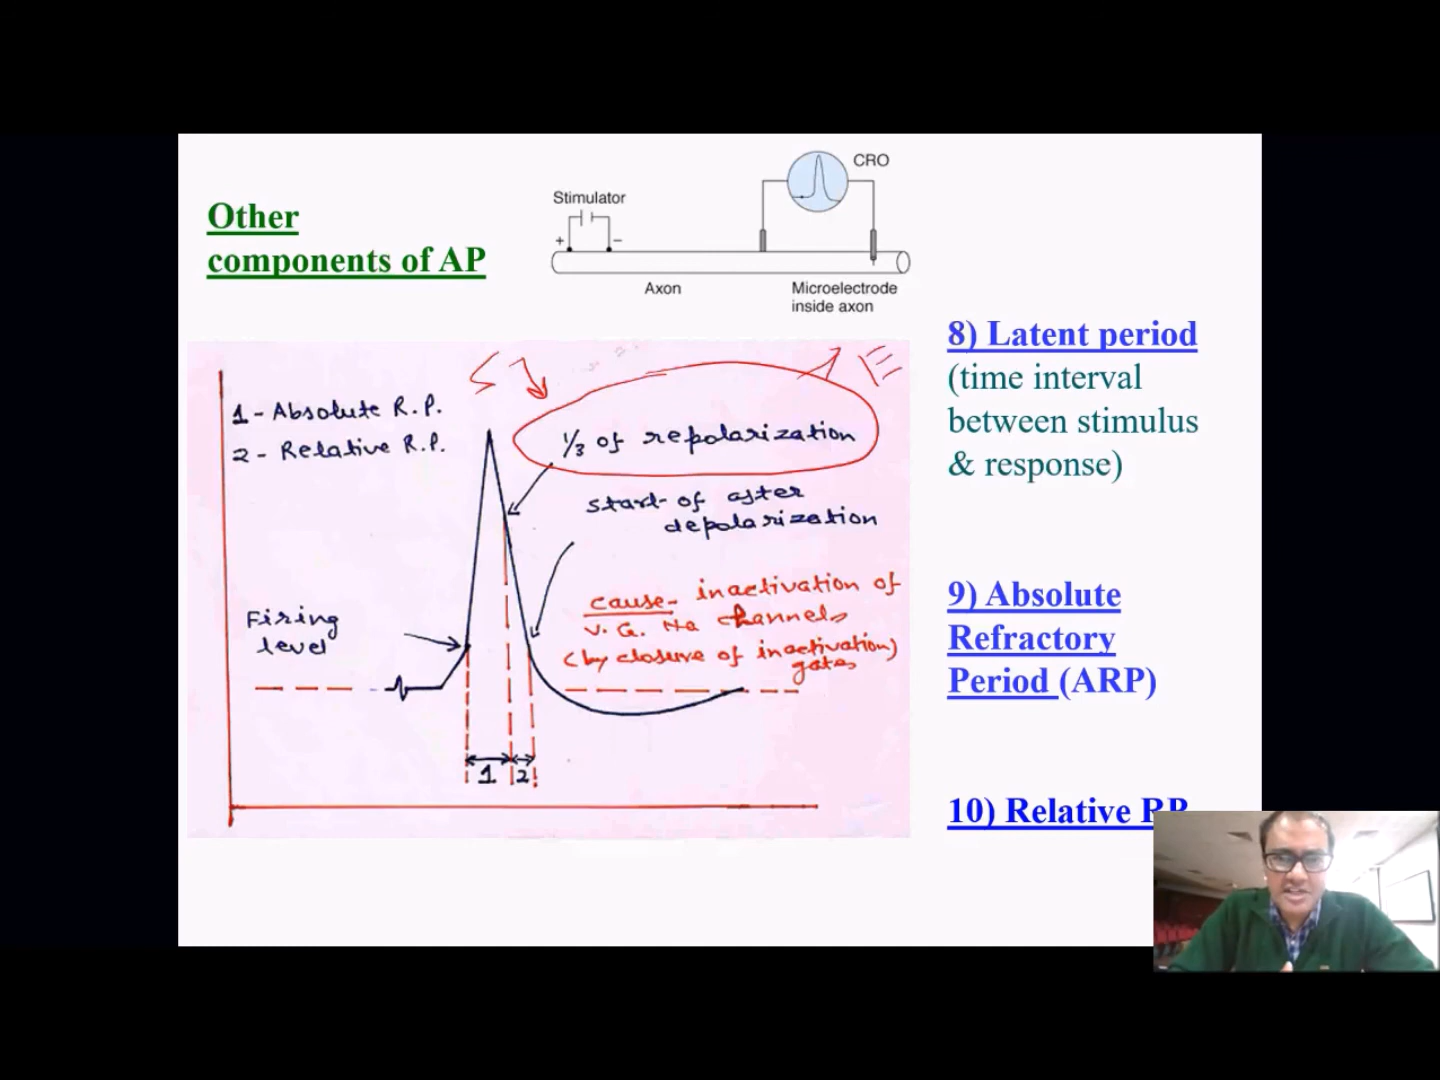 Other
components of AP
Stimulator
+
−
CRO
Axon
Microelectrode
inside axon
1 - Absolute R.P.
2 - Relative R.P.
1/3 of repolarization
start of after
depolarization
cause - inactivation of
V. G. Na channels
(by closure of inactivation)
gates
Firing
level
1
2
8) Latent period
(time interval
between stimulus
& response)
9) Absolute
Refractory
Period (ARP)
10) Relative RP